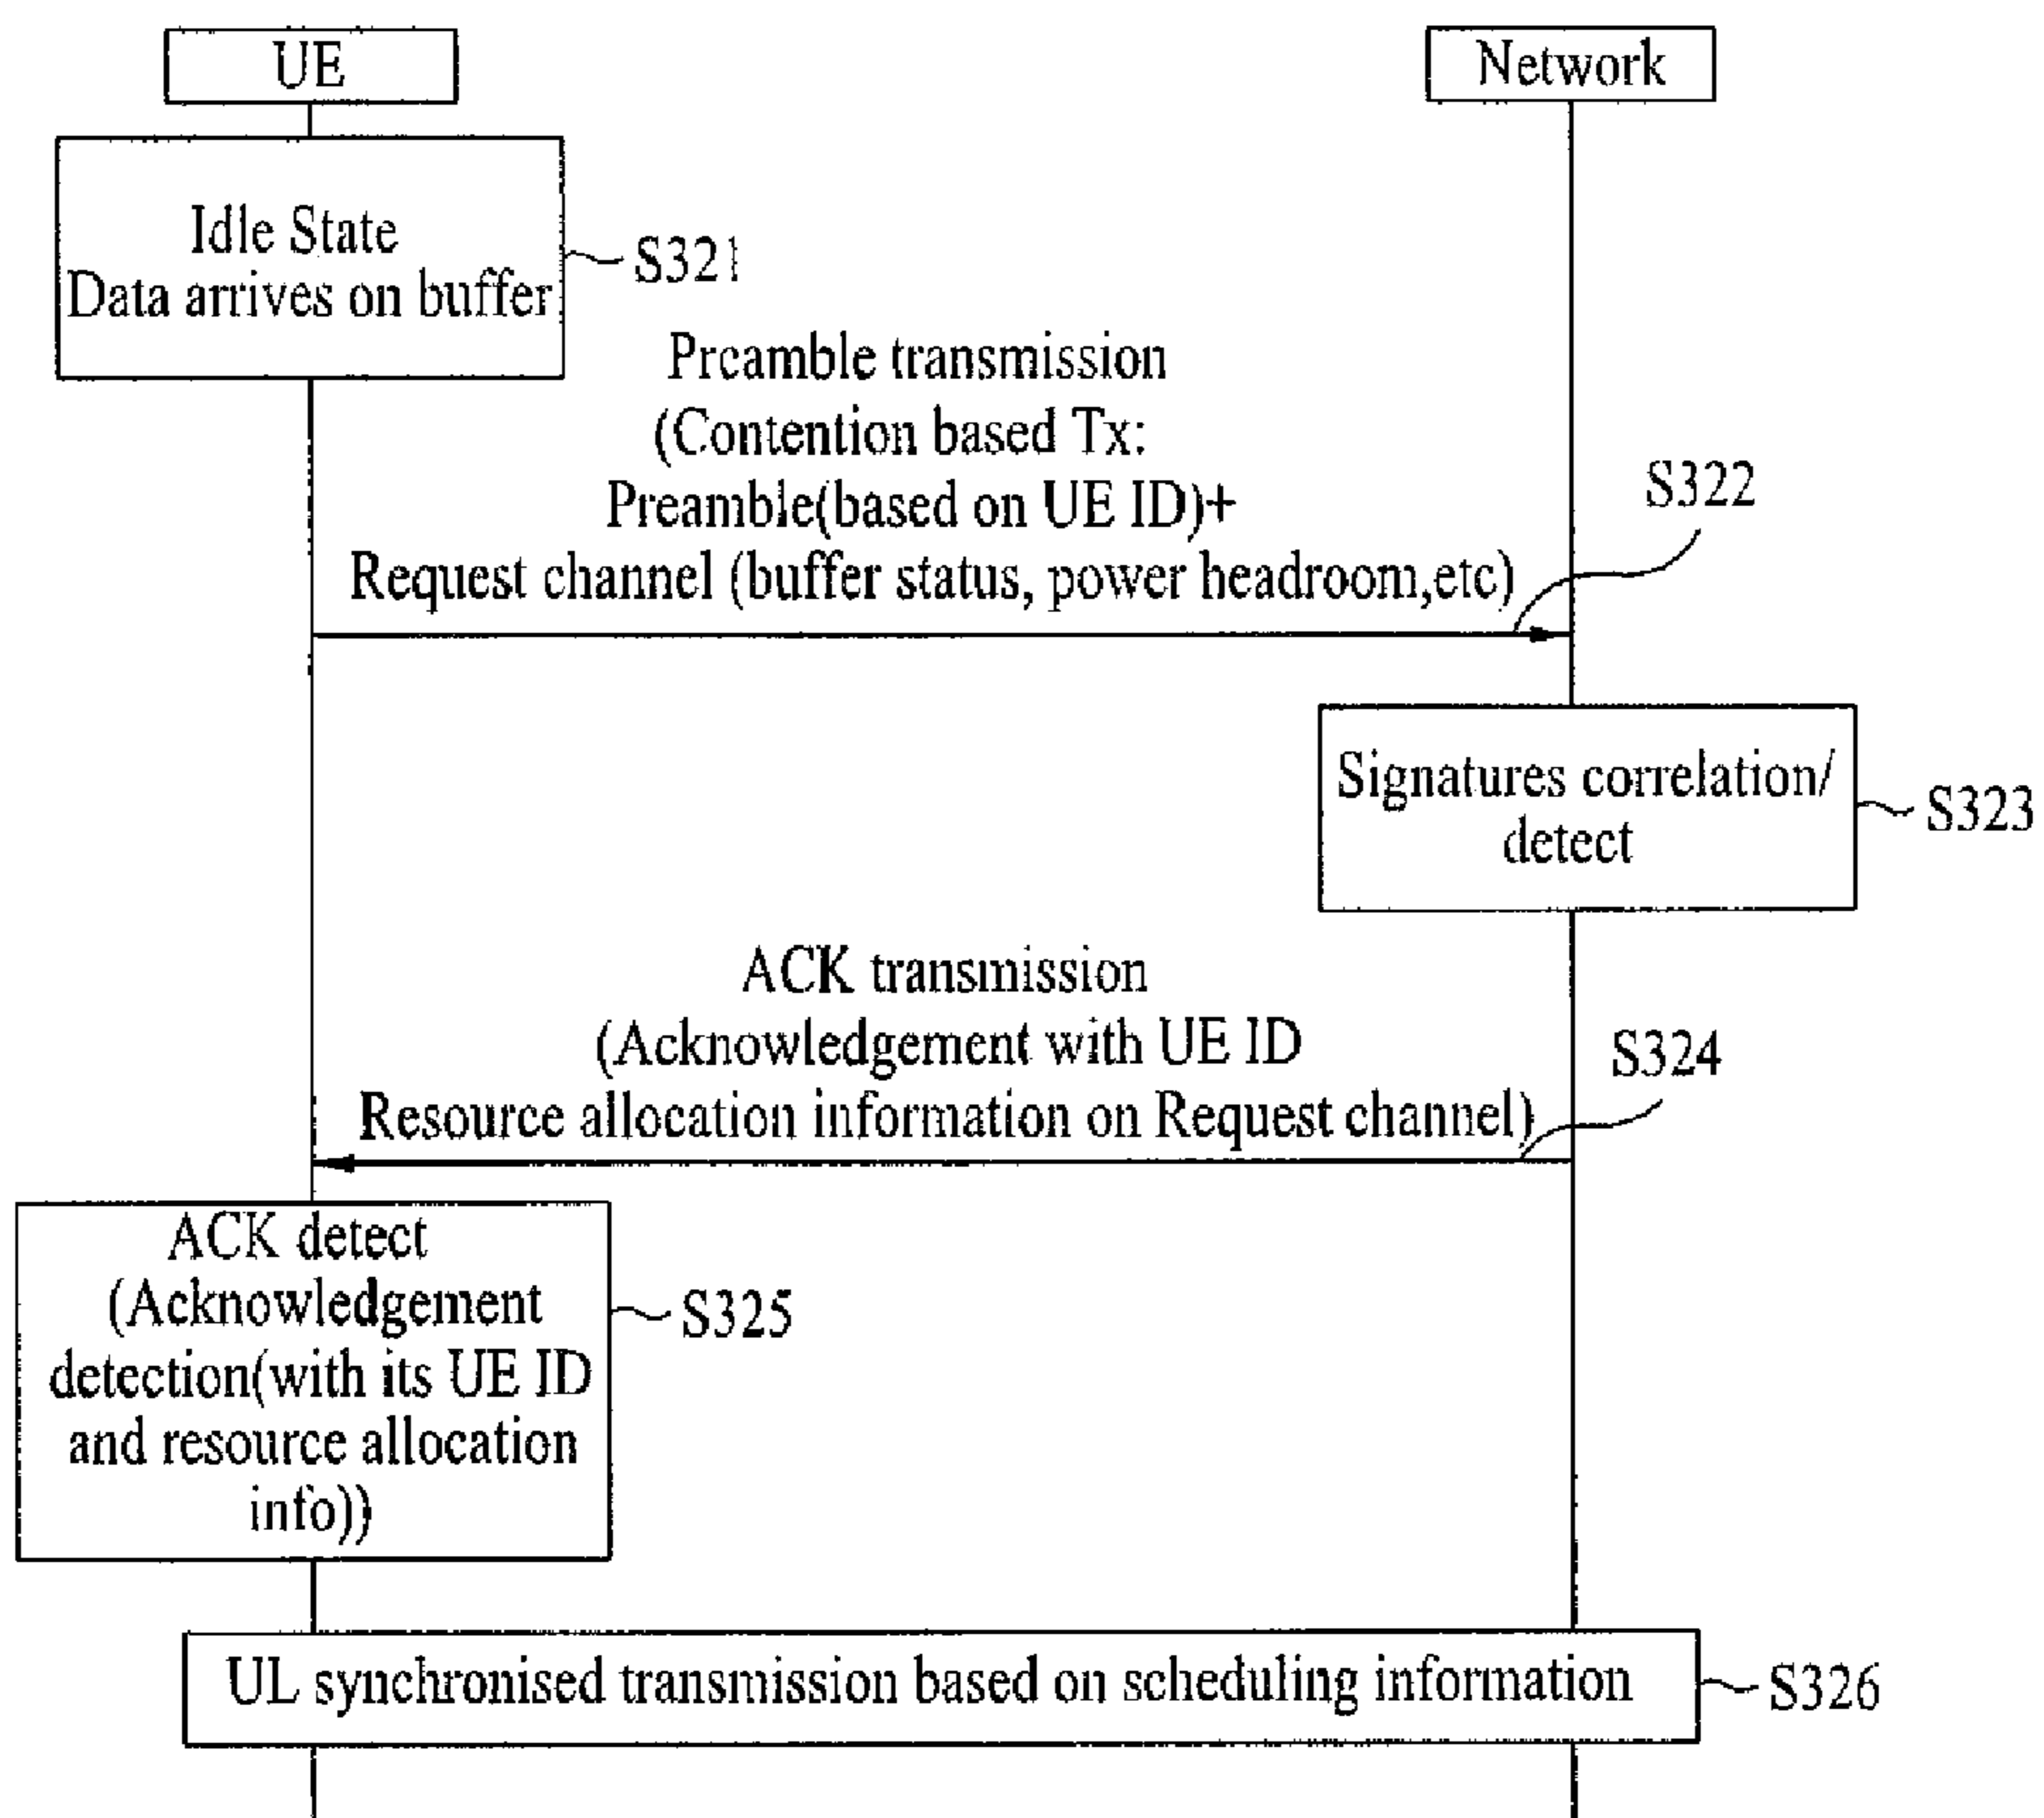 UE
Network
Idle State
Data arrives on buffer
S321
Preamble transmission
(Contention based Tx:
Preamble(based on UE ID)+
Request channel (buffer status, power headroom,etc)
S322
Signatures correlation/
detect
S323
ACK transmission
(Acknowledgement with UE ID
Resource allocation information on Request channel)
S324
ACK detect
(Acknowledgement
detection(with its UE ID
and resource allocation
info))
S325
UL synchronised transmission based on scheduling information
S326